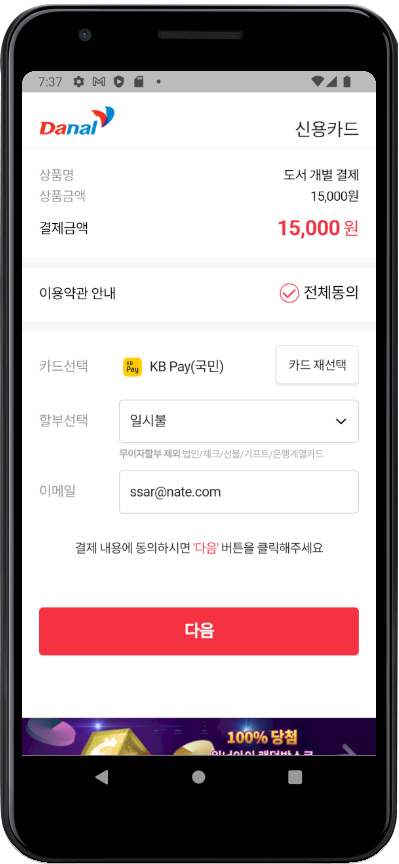 7:37
Danal
신용카드
상품명 도서 개별 결제
상품금액 15,000원
결제금액 15,000 원
이용약관 안내 전체동의
카드선택 KB Pay KB Pay(국민) 카드 재선택
할부선택 일시불
무이자할부 제외:법인/체크/선불/기프트/은행계열카드
이메일 ssar@nate.com
결제 내용에 동의하시면 '다음' 버튼을 클릭해주세요
다음
100% 당첨